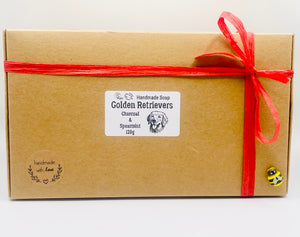 Handmade Soap
Golden Retrievers
Charcoal
&
Spearmint
120g
handmade
with love